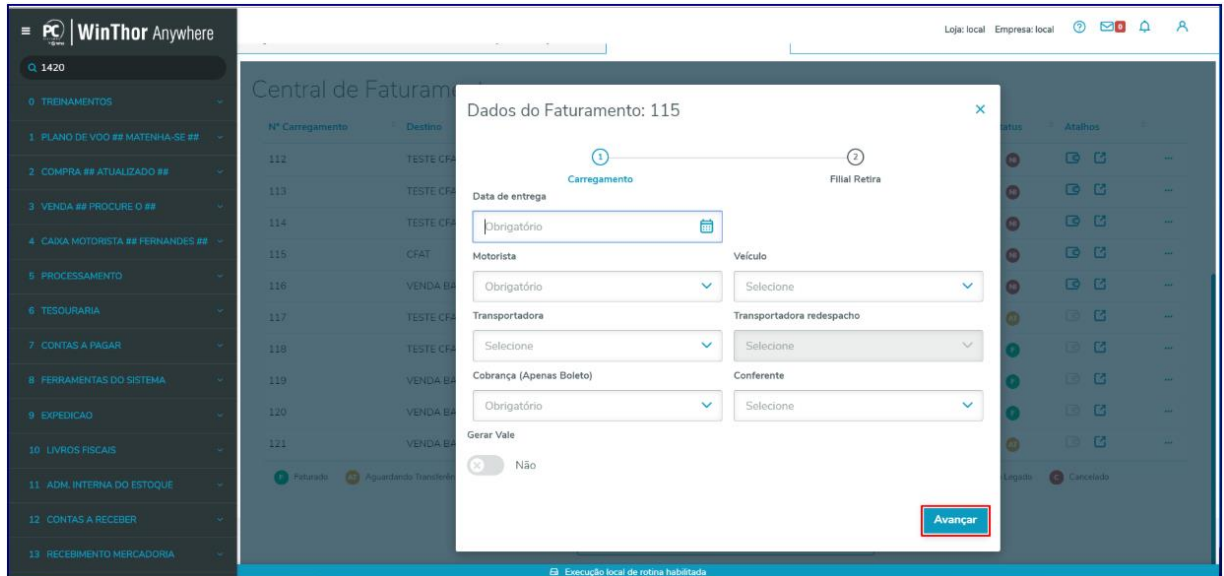 PC WinThor Anywhere
Loja: local Empresa: local
1420
0 TREINAMENTOS
1 PLANO DE VOO ## MATENHA-SE ##
2 COMPRA ## ATUALIZADO ##
3 VENDA ## PROCURE O ##
4 CAIXA MOTORISTA ## FERNANDES ##
5 PROCESSAMENTO
6 TESOURARIA
7 CONTAS A PAGAR
8 FERRAMENTAS DO SISTEMA
9 EXPEDICAO
10 LIVROS FISCAIS
11 ADM. INTERNA DO ESTOQUE
12 CONTAS A RECEBER
13 RECEBIMENTO MERCADORIA
Central de Faturam
Nº Carregamento Destino tatus Atalhos
112 TESTE CFA
113 TESTE CFA
114 TESTE CFA
115 CFAT
116 VENDA BA
117 TESTE CFA
118 TESTE CFA
119 VENDA BA
120 VENDA BA
121 VENDA BA
F Faturado AT Aguardando Transferên Legado C Cancelado
Dados do Faturamento: 115
1 2
Carregamento Filial Retira
Data de entrega
Obrigatório
Motorista Veículo
Obrigatório Selecione
Transportadora Transportadora redespacho
Selecione Selecione
Cobrança (Apenas Boleto) Conferente
Obrigatório Selecione
Gerar Vale
Não
Avançar
Execução local de rotina habilitada